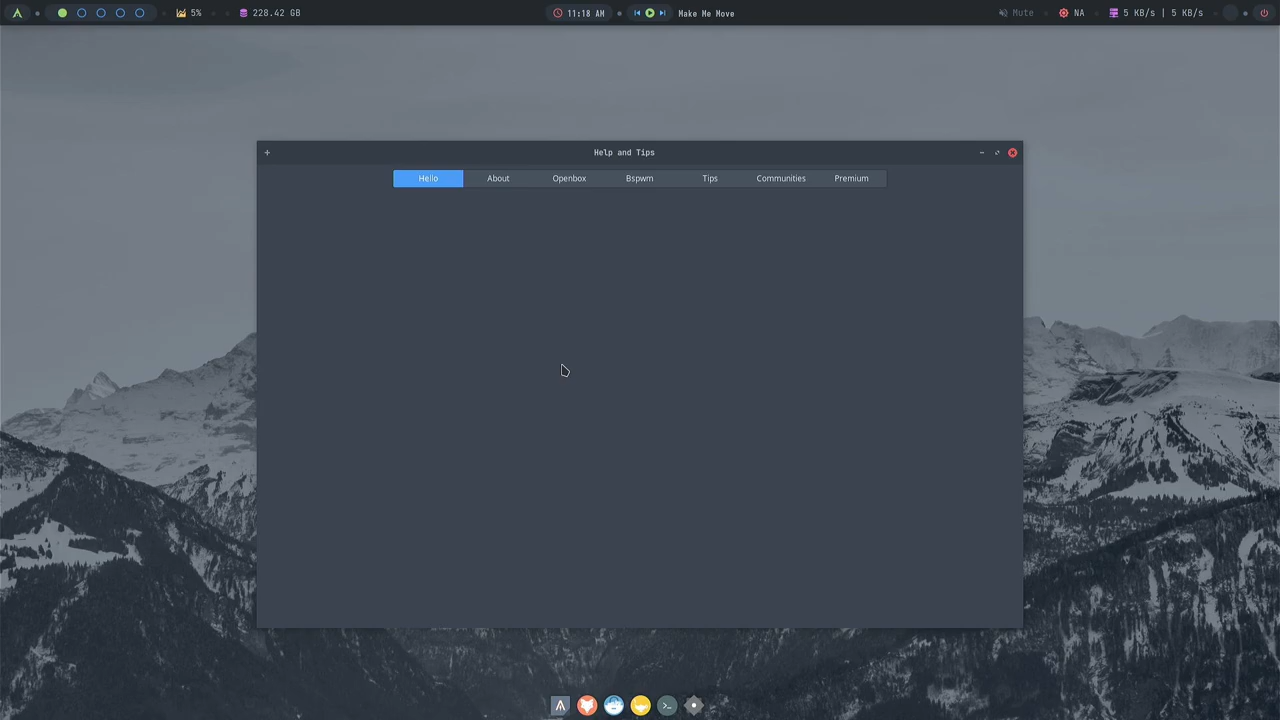 5%
228.42 GB
11:18 AM
Make Me Move
Mute
NA
5 KB/s | 5 KB/s
Help and Tips
Hello
About
Openbox
Bspwm
Tips
Communities
Premium